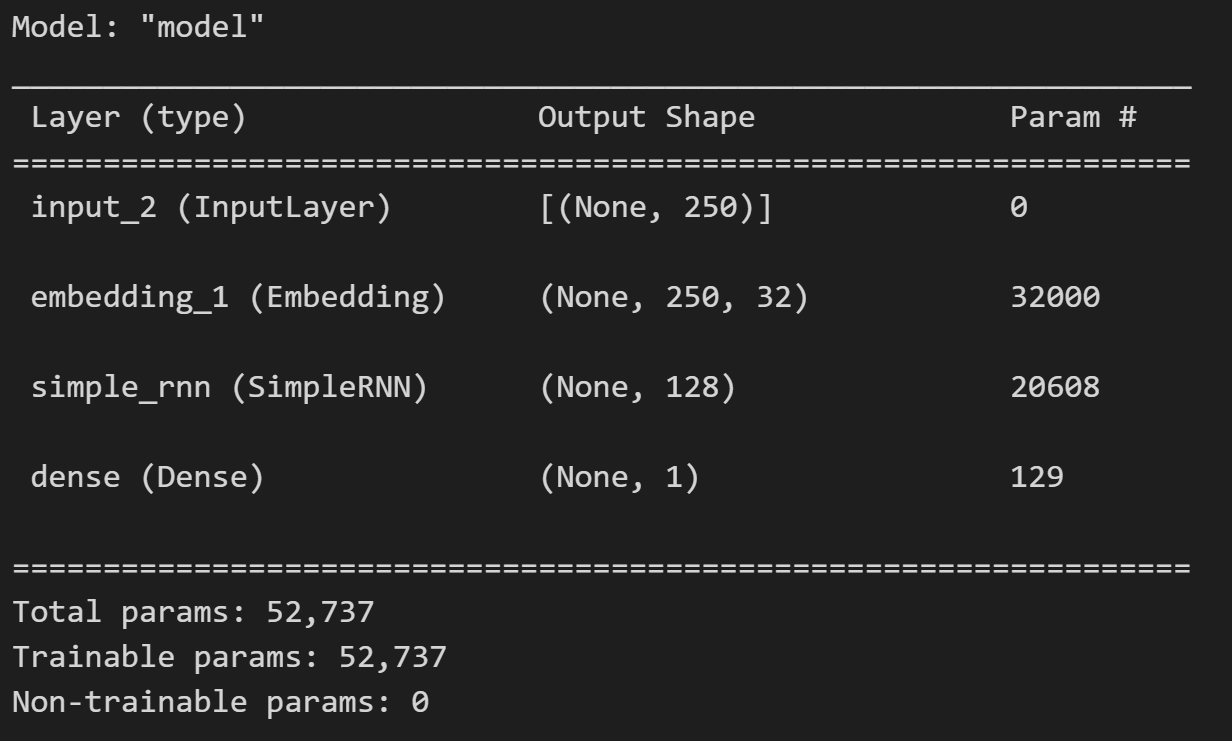 Model: "model"
_________________________________________________________________
Layer (type) Output Shape Param #
=================================================================
input_2 (InputLayer) [(None, 250)] 0
embedding_1 (Embedding) (None, 250, 32) 32000
simple_rnn (SimpleRNN) (None, 128) 20608
dense (Dense) (None, 1) 129
=================================================================
Total params: 52,737
Trainable params: 52,737
Non-trainable params: 0